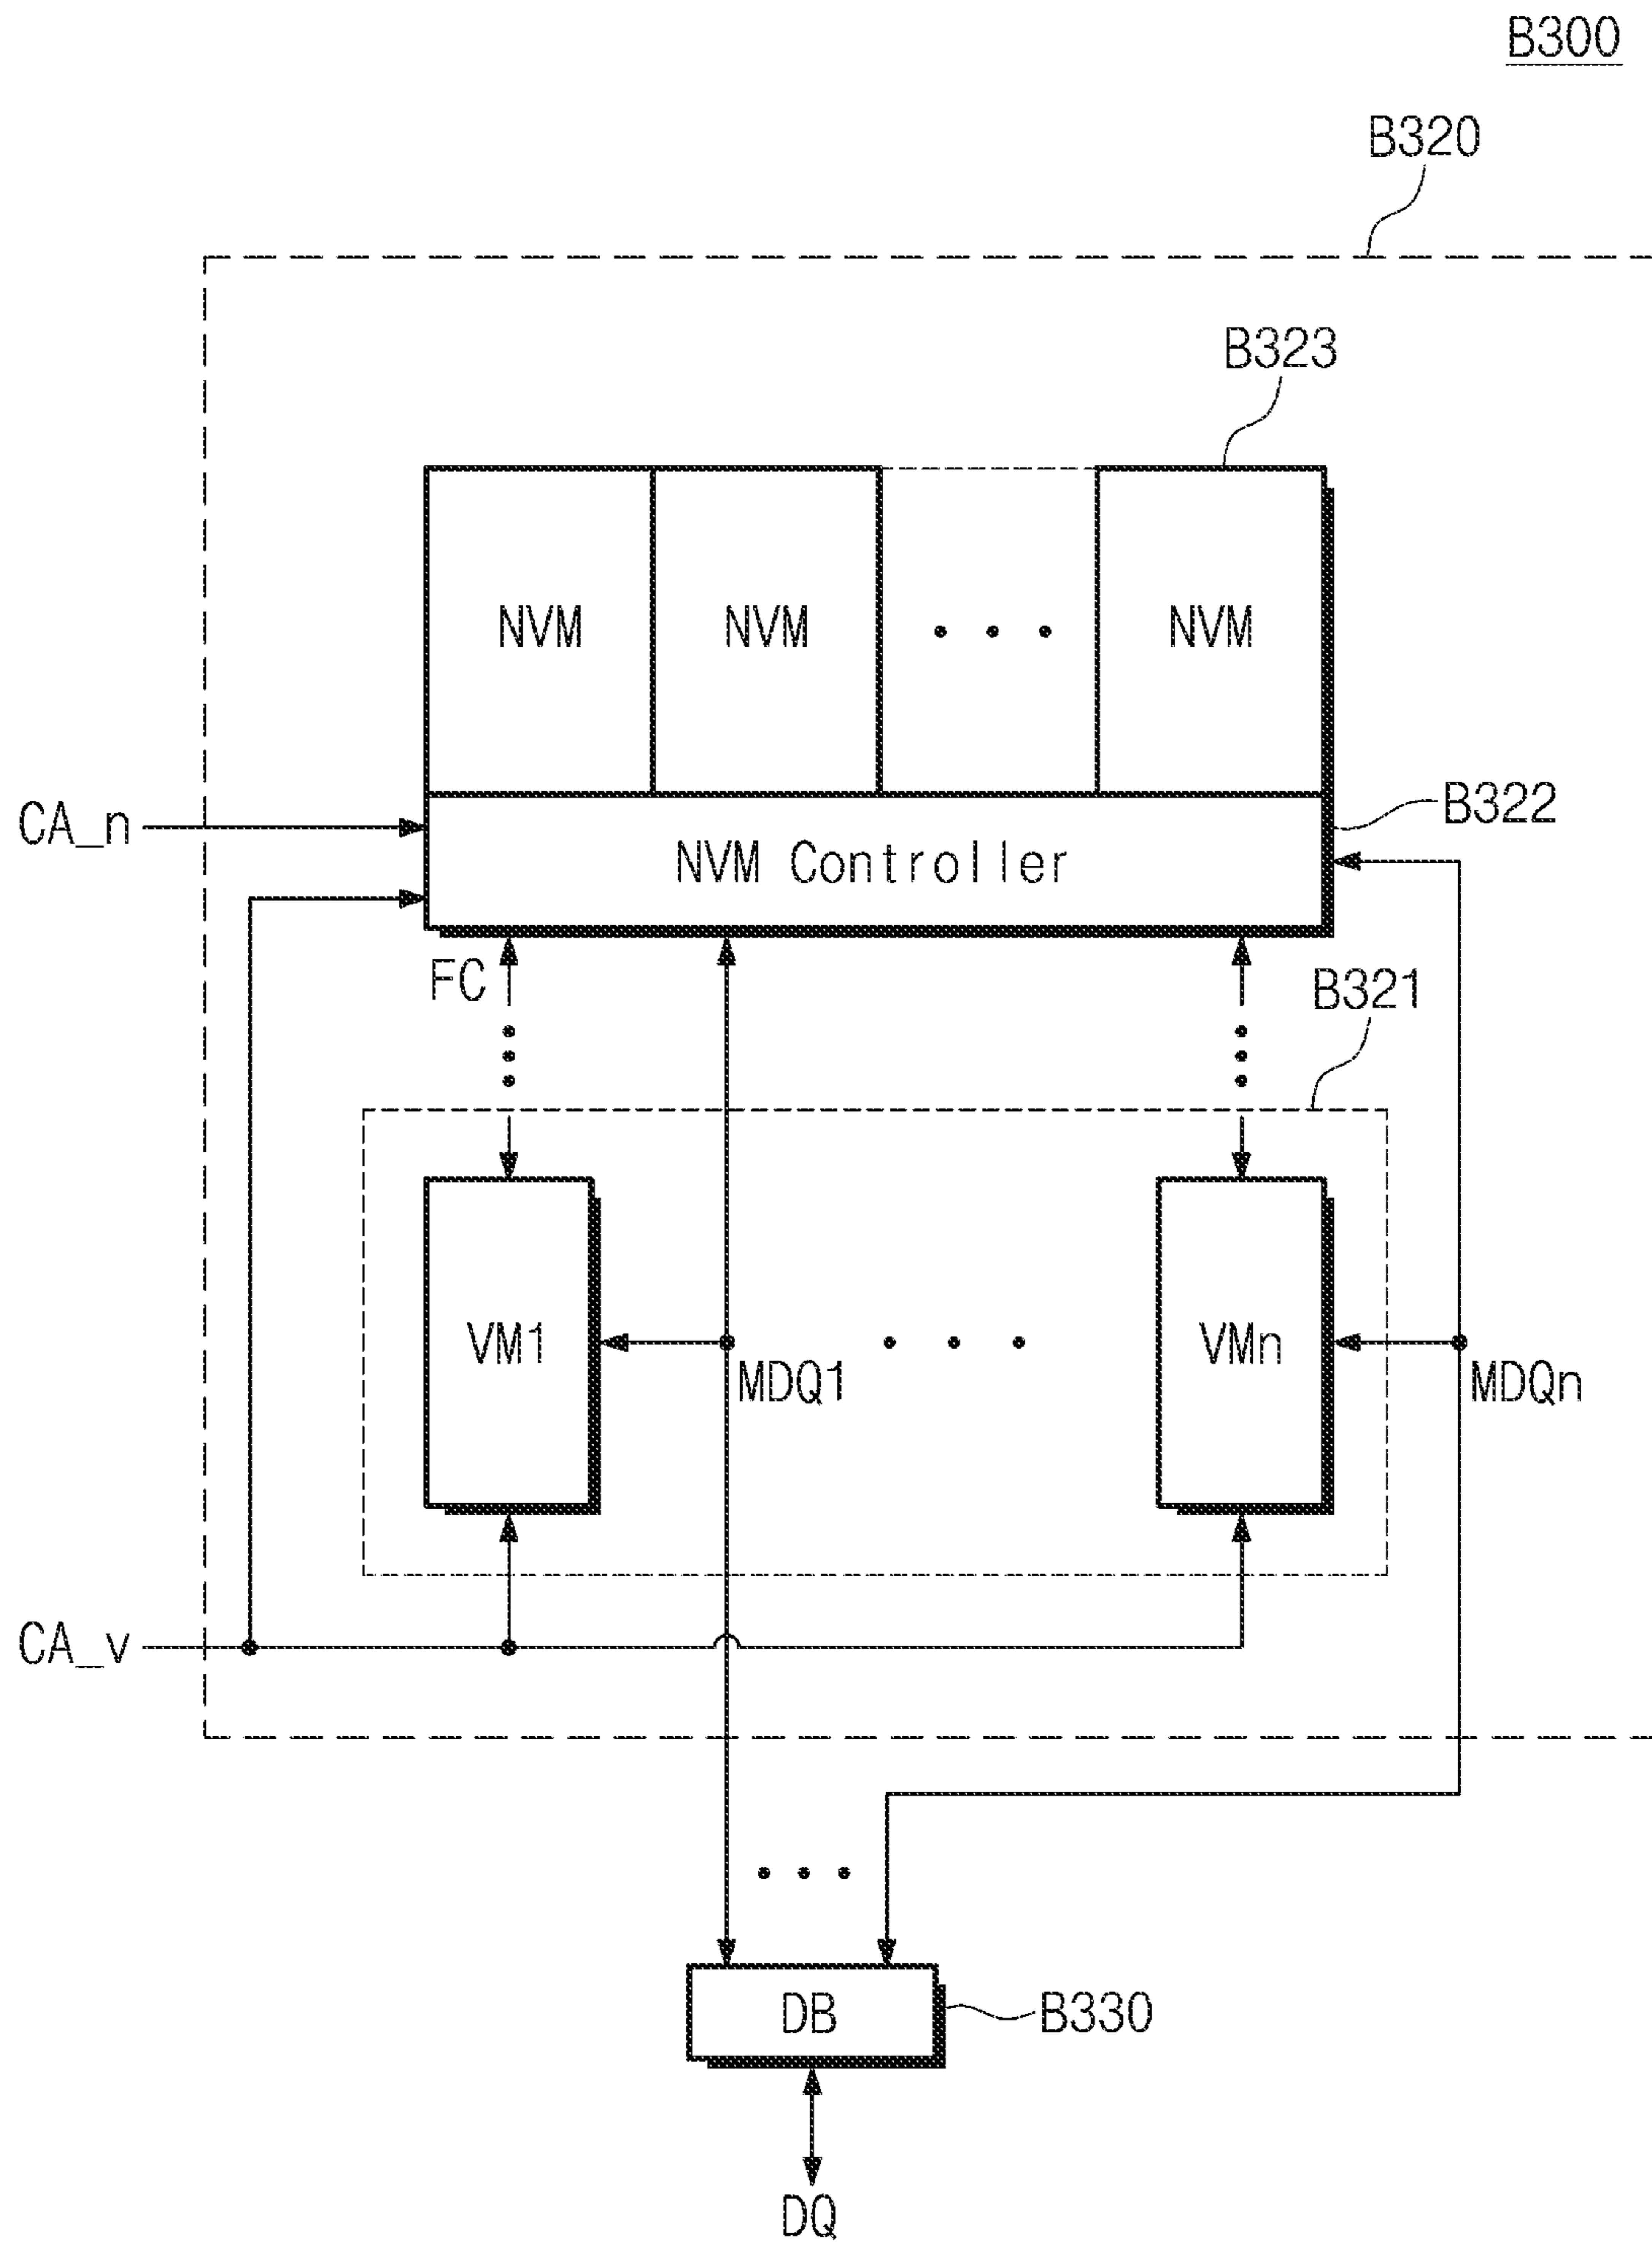 B300
B320
B323
NVM NVM NVM
B322
CA_n
NVM Controller
FC
B321
VM1 VMn
MDQ1 MDQn
CA_v
DB
B330
DQ